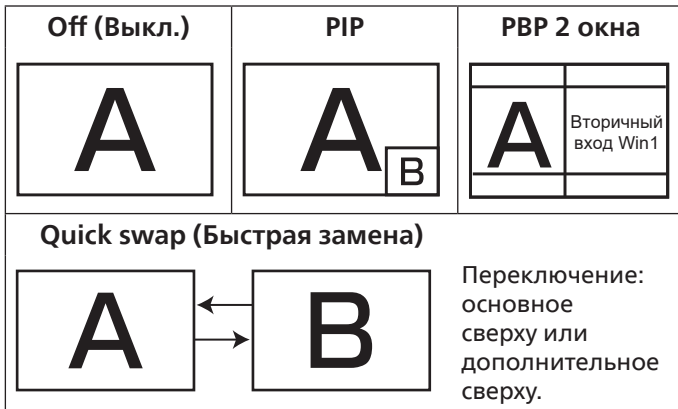 Off (Выкл.)
PIP
PBP 2 окна
A
A
B
A
Вторичный
вход Win1
Quick swap (Быстрая замена)
A
B
Переключение:
основное
сверху или
дополнительное
сверху.